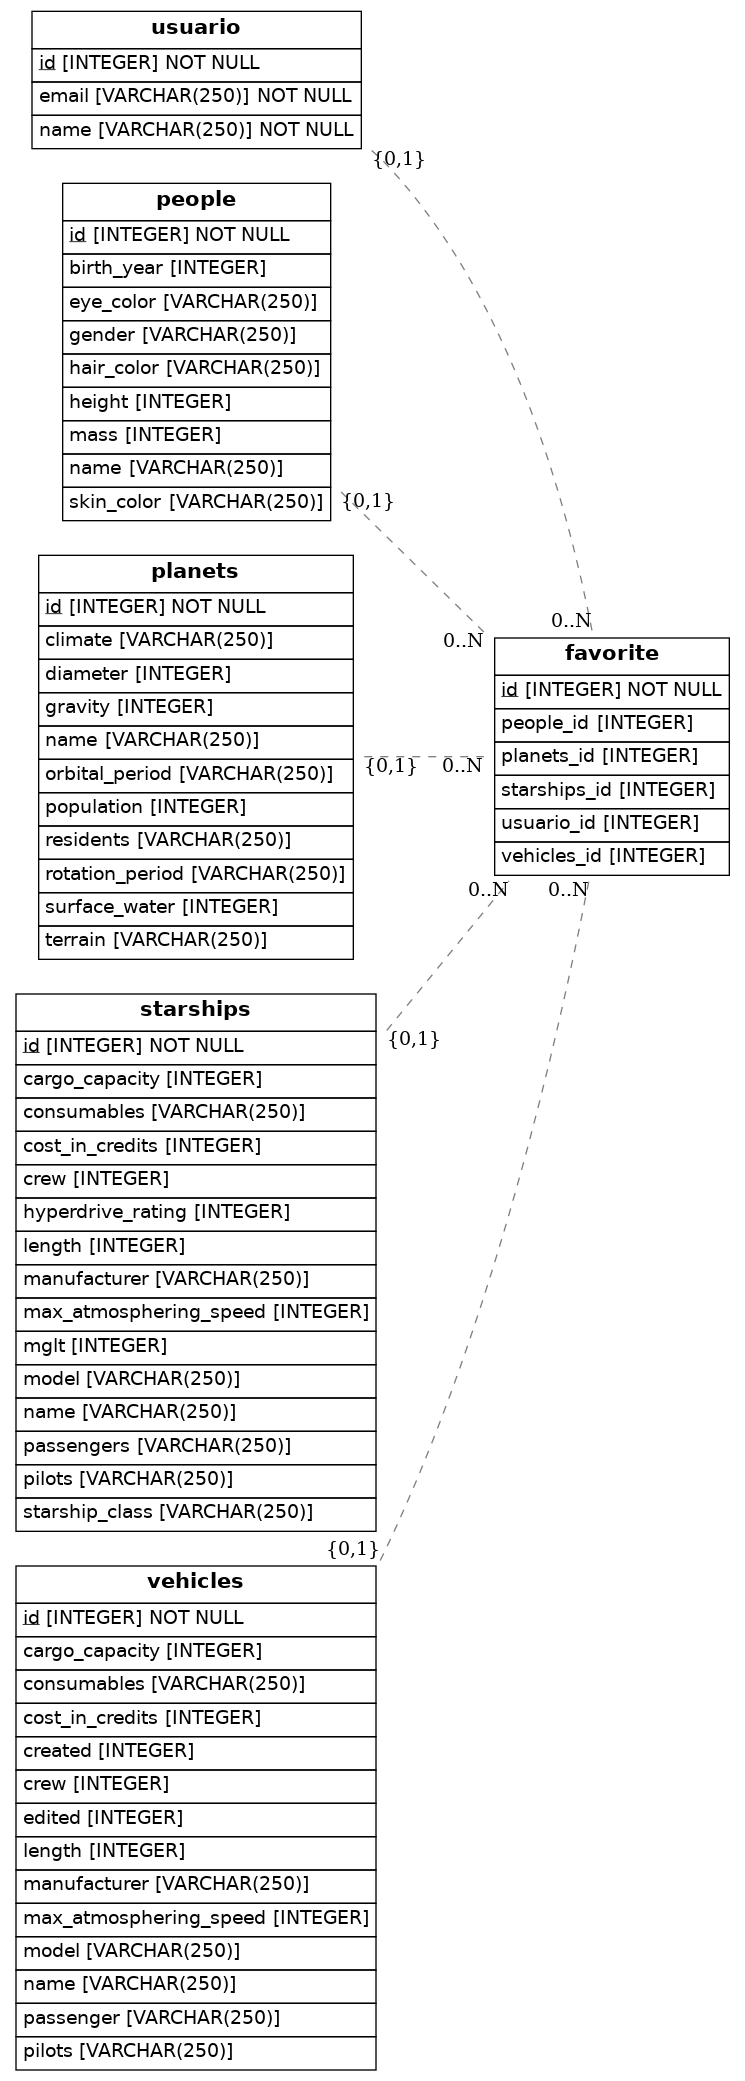 usuario
id [INTEGER] NOT NULL
email [VARCHAR(250)] NOT NULL
name [VARCHAR(250)] NOT NULL
{0,1}
people
id [INTEGER] NOT NULL
birth_year [INTEGER]
eye_color [VARCHAR(250)]
gender [VARCHAR(250)]
hair_color [VARCHAR(250)]
height [INTEGER]
mass [INTEGER]
name [VARCHAR(250)]
skin_color [VARCHAR(250)]
{0,1}
planets
id [INTEGER] NOT NULL
climate [VARCHAR(250)]
diameter [INTEGER]
gravity [INTEGER]
name [VARCHAR(250)]
orbital_period [VARCHAR(250)]
population [INTEGER]
residents [VARCHAR(250)]
rotation_period [VARCHAR(250)]
surface_water [INTEGER]
terrain [VARCHAR(250)]
{0,1}
0..N
0..N
0..N
favorite
id [INTEGER] NOT NULL
people_id [INTEGER]
planets_id [INTEGER]
starships_id [INTEGER]
usuario_id [INTEGER]
vehicles_id [INTEGER]
0..N
0..N
starships
id [INTEGER] NOT NULL
cargo_capacity [INTEGER]
consumables [VARCHAR(250)]
cost_in_credits [INTEGER]
crew [INTEGER]
hyperdrive_rating [INTEGER]
length [INTEGER]
manufacturer [VARCHAR(250)]
max_atmosphering_speed [INTEGER]
mglt [INTEGER]
model [VARCHAR(250)]
name [VARCHAR(250)]
passengers [VARCHAR(250)]
pilots [VARCHAR(250)]
starship_class [VARCHAR(250)]
{0,1}
{0,1}
vehicles
id [INTEGER] NOT NULL
cargo_capacity [INTEGER]
consumables [VARCHAR(250)]
cost_in_credits [INTEGER]
created [INTEGER]
crew [INTEGER]
edited [INTEGER]
length [INTEGER]
manufacturer [VARCHAR(250)]
max_atmosphering_speed [INTEGER]
model [VARCHAR(250)]
name [VARCHAR(250)]
passenger [VARCHAR(250)]
pilots [VARCHAR(250)]